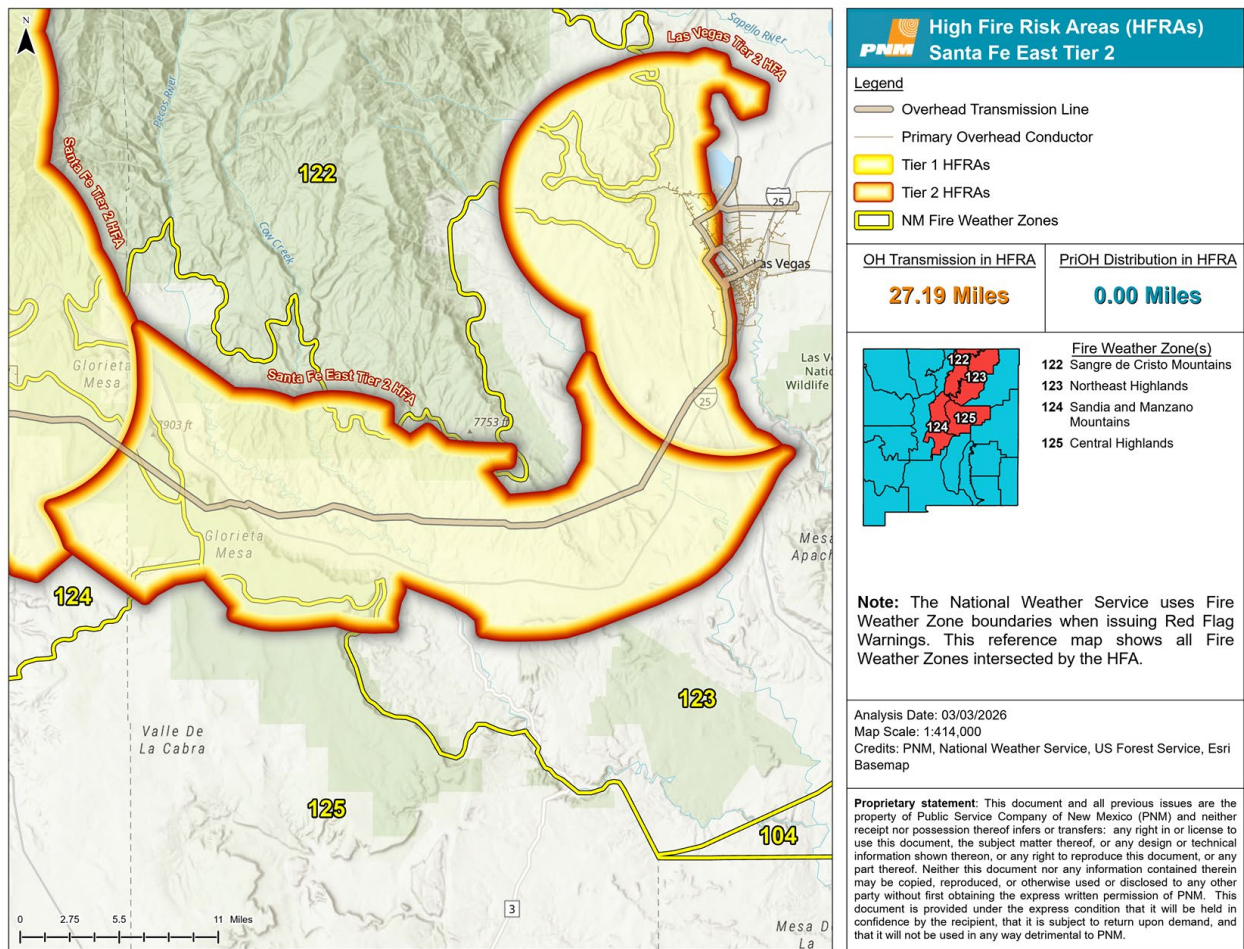 N
Sapello River
Las Vegas Tier 2 HFA
Pecos River
Santa Fe Tier 2 HFA
122
25
Cow Creek
Las Vegas
Glorieta
Mesa
Santa Fe East Tier 2 HFA
Las Ve
Natio
Wildlife
25
7753 ft
7903 ft
Glorieta
Mesa
Mesa
Apach
124
123
Valle De
La Cabra
125
104
3
Mesa D
La
0 2.75 5.5 11 Miles
PNM
High Fire Risk Areas (HFRAs)
Santa Fe East Tier 2
Legend
Overhead Transmission Line
Primary Overhead Conductor
Tier 1 HFRAs
Tier 2 HFRAs
NM Fire Weather Zones
OH Transmission in HFRA
27.19 Miles
PriOH Distribution in HFRA
0.00 Miles
122
123
125
124
Fire Weather Zone(s)
122 Sangre de Cristo Mountains
123 Northeast Highlands
124 Sandia and Manzano
Mountains
125 Central Highlands
Note: The National Weather Service uses Fire
Weather Zone boundaries when issuing Red Flag
Warnings. This reference map shows all Fire
Weather Zones intersected by the HFA.
Analysis Date: 03/03/2026
Map Scale: 1:414,000
Credits: PNM, National Weather Service, US Forest Service, Esri
Basemap
Proprietary statement: This document and all previous issues are the
property of Public Service Company of New Mexico (PNM) and neither
receipt nor possession thereof infers or transfers: any right in or license to
use this document, the subject matter thereof, or any design or technical
information shown thereon, or any right to reproduce this document, or any
part thereof. Neither this document nor any information contained therein
may be copied, reproduced, or otherwise used or disclosed to any other
party without first obtaining the express written permission of PNM. This
document is provided under the express condition that it will be held in
confidence by the recipient, that it is subject to return upon demand, and
that it will not be used in any way detrimental to PNM.